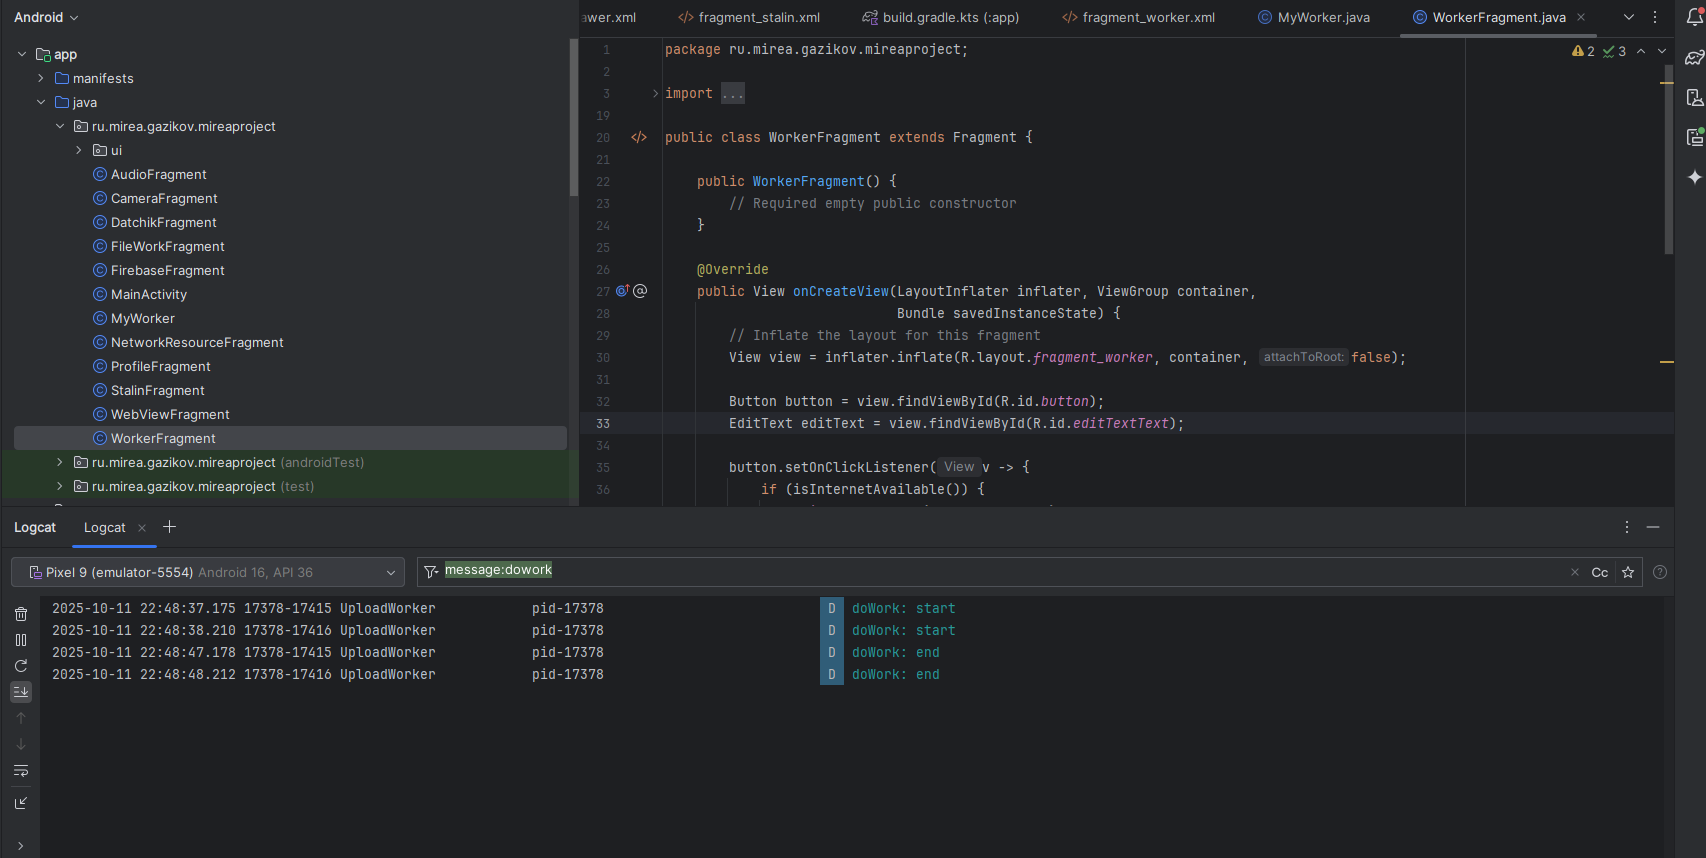 Android
awer.xml
fragment_stalin.xml
build.gradle.kts (:app)
fragment_worker.xml
MyWorker.java
WorkerFragment.java
app
manifests
java
ru.mirea.gazikov.mireaproject
ui
AudioFragment
CameraFragment
DatchikFragment
FileWorkFragment
FirebaseFragment
MainActivity
MyWorker
NetworkResourceFragment
ProfileFragment
StalinFragment
WebViewFragment
WorkerFragment
ru.mirea.gazikov.mireaproject (androidTest)
ru.mirea.gazikov.mireaproject (test)
2 3
1 package ru.mirea.gazikov.mireaproject;
2
3 import ...
19
20 public class WorkerFragment extends Fragment {
21
22 public WorkerFragment() {
23 // Required empty public constructor
24 }
25
26 @Override
27 public View onCreateView(LayoutInflater inflater, ViewGroup container,
28 Bundle savedInstanceState) {
29 // Inflate the layout for this fragment
30 View view = inflater.inflate(R.layout.fragment_worker, container, attachToRoot: false);
31
32 Button button = view.findViewById(R.id.button);
33 EditText editText = view.findViewById(R.id.editTextText);
34
35 button.setOnClickListener( View v -> {
36 if (isInternetAvailable()) {
Logcat
Logcat
Pixel 9 (emulator-5554) Android 16, API 36
message:dowork
Cc
2025-10-11 22:48:37.175 17378-17415 UploadWorker pid-17378 D doWork: start
2025-10-11 22:48:38.210 17378-17416 UploadWorker pid-17378 D doWork: start
2025-10-11 22:48:47.178 17378-17415 UploadWorker pid-17378 D doWork: end
2025-10-11 22:48:48.212 17378-17416 UploadWorker pid-17378 D doWork: end